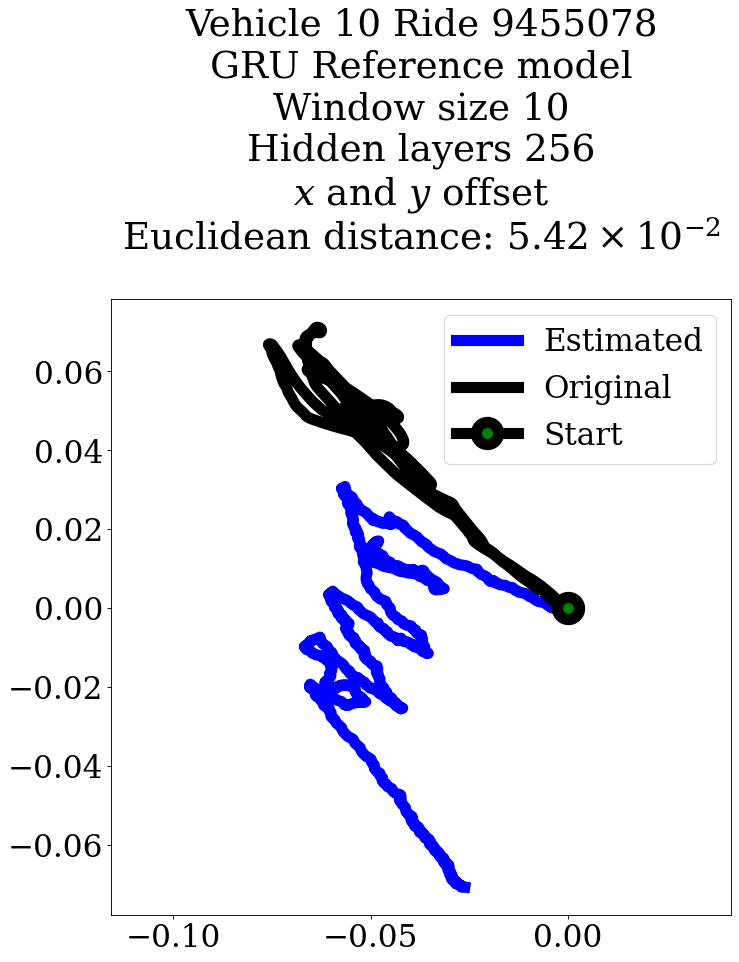 Vehicle 10 Ride 9455078
GRU Reference model
Window size 10
Hidden layers 256
x and y offset
Euclidean distance: 5.42 × 10⁻²
Estimated
Original
Start
0.06
0.04
0.02
0.00
−0.02
−0.04
−0.06
−0.10 −0.05 0.00